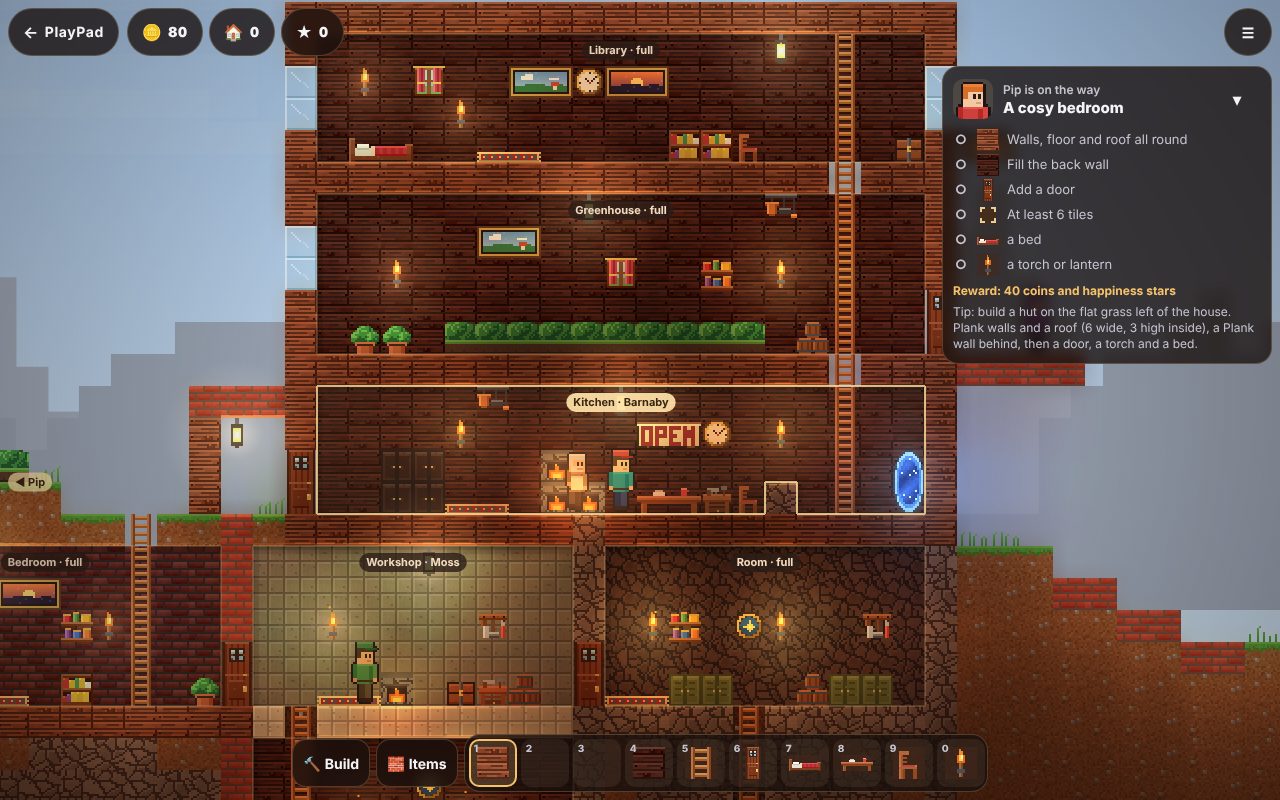 ← PlayPad
80
0
★ 0
Library · full
Pip is on the way
A cosy bedroom
Walls, floor and roof all round
Fill the back wall
Add a door
At least 6 tiles
a bed
a torch or lantern
Reward: 40 coins and happiness stars
Tip: build a hut on the flat grass left of the house.
Plank walls and a roof (6 wide, 3 high inside), a Plank
wall behind, then a door, a torch and a bed.
Greenhouse · full
Kitchen · Barnaby
OPEN
◀ Pip
Bedroom · full
Workshop · Moss
Room · full
Build
Items
1
2
3
4
5
6
7
8
9
0